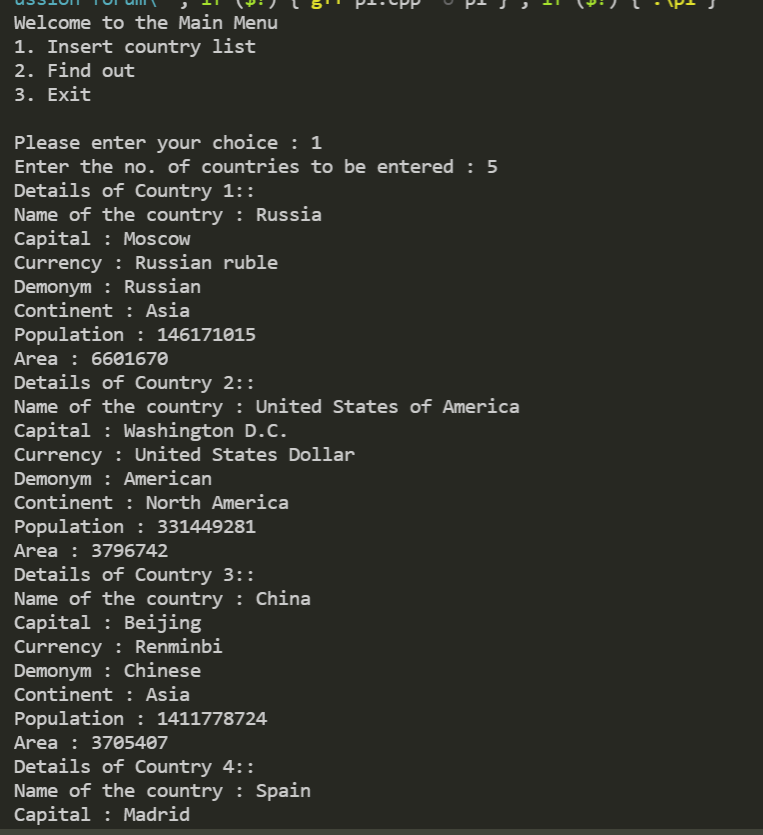 Welcome to the Main Menu
1. Insert country list
2. Find out
3. Exit
Please enter your choice : 1
Enter the no. of countries to be entered : 5
Details of Country 1::
Name of the country : Russia
Capital : Moscow
Currency : Russian ruble
Demonym : Russian
Continent : Asia
Population : 146171015
Area : 6601670
Details of Country 2::
Name of the country : United States of America
Capital : Washington D.C.
Currency : United States Dollar
Demonym : American
Continent : North America
Population : 331449281
Area : 3796742
Details of Country 3::
Name of the country : China
Capital : Beijing
Currency : Renminbi
Demonym : Chinese
Continent : Asia
Population : 1411778724
Area : 3705407
Details of Country 4::
Name of the country : Spain
Capital : Madrid